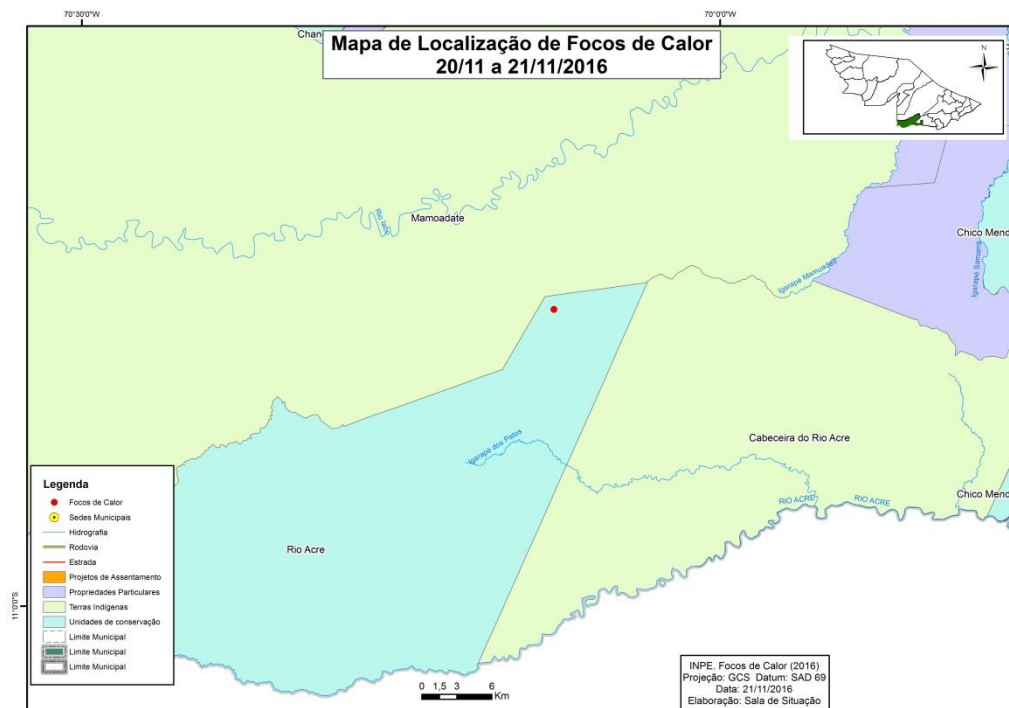 70°30'0"W
70°0'0"W
Mapa de Localização de Focos de Calor
20/11 a 21/11/2016
N
Mamoadate
Rio Iaco
Igarapé Mamuadate
Chico Mend
Igarapé Samarã
Igarapé dos Patos
Cabeceira do Rio Acre
RIO ACRE
RIO ACRE
Chico Mend
Rio Acre
11°0'0"S
Legenda
Focos de Calor
Sedes Municipais
Hidrografia
Rodovia
Estrada
Projetos de Assentamento
Propriedades Particulares
Terras Indígenas
Unidades de conservação
Limite Municipal
Limite Municipal
Limite Municipal
0 1,5 3 6
Km
INPE. Focos de Calor (2016)
Projeção: GCS Datum: SAD 69
Data: 21/11/2016
Elaboração: Sala de Situação